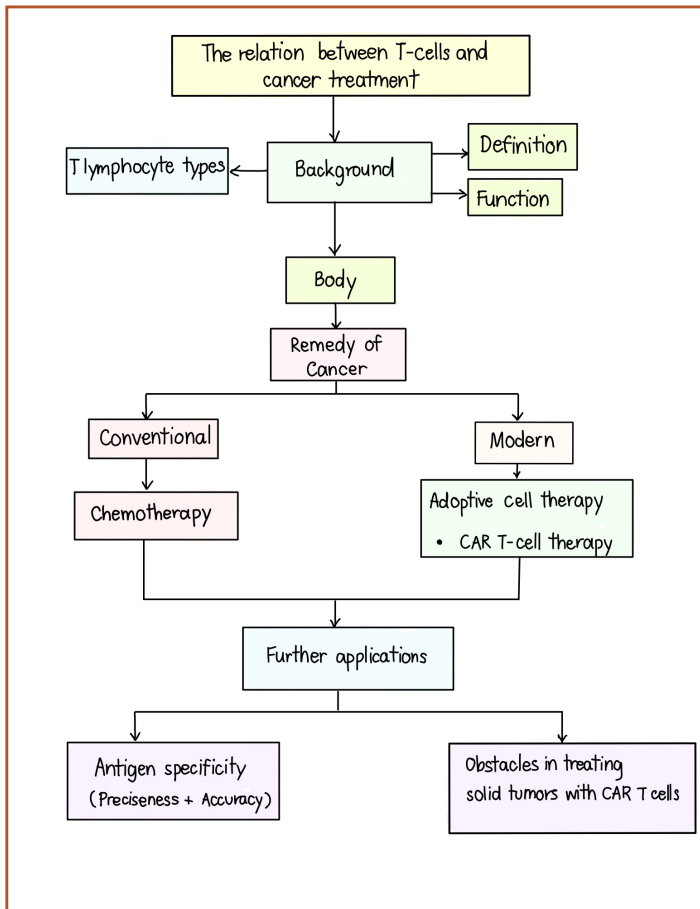 The relation between T-cells and
cancer treatment
T lymphocyte types
Background
Definition
Function
Body
Remedy of
Cancer
Conventional
Modern
Chemotherapy
Adoptive cell therapy
• CAR T-cell therapy
Further applications
Antigen specificity
(Preciseness + Accuracy)
Obstacles in treating
solid tumors with CAR T cells